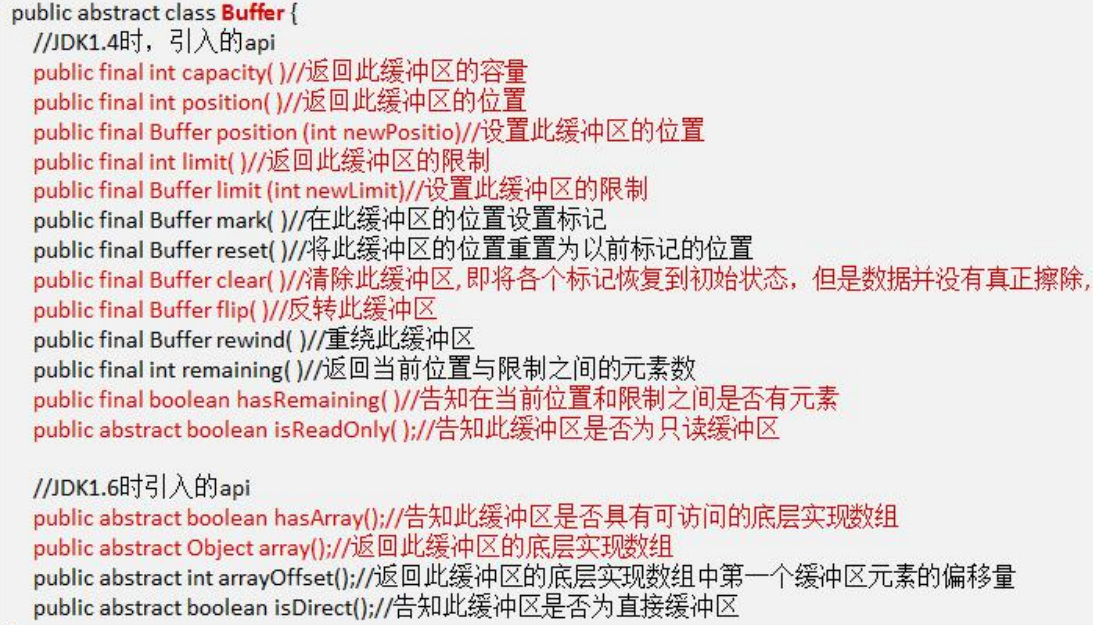 public abstract class Buffer {
//JDK1.4时，引入的api
public final int capacity( )//返回此缓冲区的容量
public final int position( )//返回此缓冲区的位置
public final Buffer position (int newPositio)//设置此缓冲区的位置
public final int limit( )//返回此缓冲区的限制
public final Buffer limit (int newLimit)//设置此缓冲区的限制
public final Buffer mark( )//在此缓冲区的位置设置标记
public final Buffer reset( )//将此缓冲区的位置重置为以前标记的位置
public final Buffer clear( )//清除此缓冲区,即将各个标记恢复到初始状态，但是数据并没有真正擦除,
public final Buffer flip( )//反转此缓冲区
public final Buffer rewind( )//重绕此缓冲区
public final int remaining( )//返回当前位置与限制之间的元素数
public final boolean hasRemaining( )//告知在当前位置和限制之间是否有元素
public abstract boolean isReadOnly( );//告知此缓冲区是否为只读缓冲区
//JDK1.6时引入的api
public abstract boolean hasArray();//告知此缓冲区是否具有可访问的底层实现数组
public abstract Object array();//返回此缓冲区的底层实现数组
public abstract int arrayOffset();//返回此缓冲区的底层实现数组中第一个缓冲区元素的偏移量
public abstract boolean isDirect();//告知此缓冲区是否为直接缓冲区